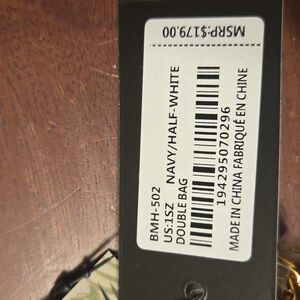 BMH-502
US:1SZ NAVY/HALF-WHITE
DOUBLE BAG
194295070296
MADE IN CHINA FABRIQUÉ EN CHINE
MSRP:$179.00